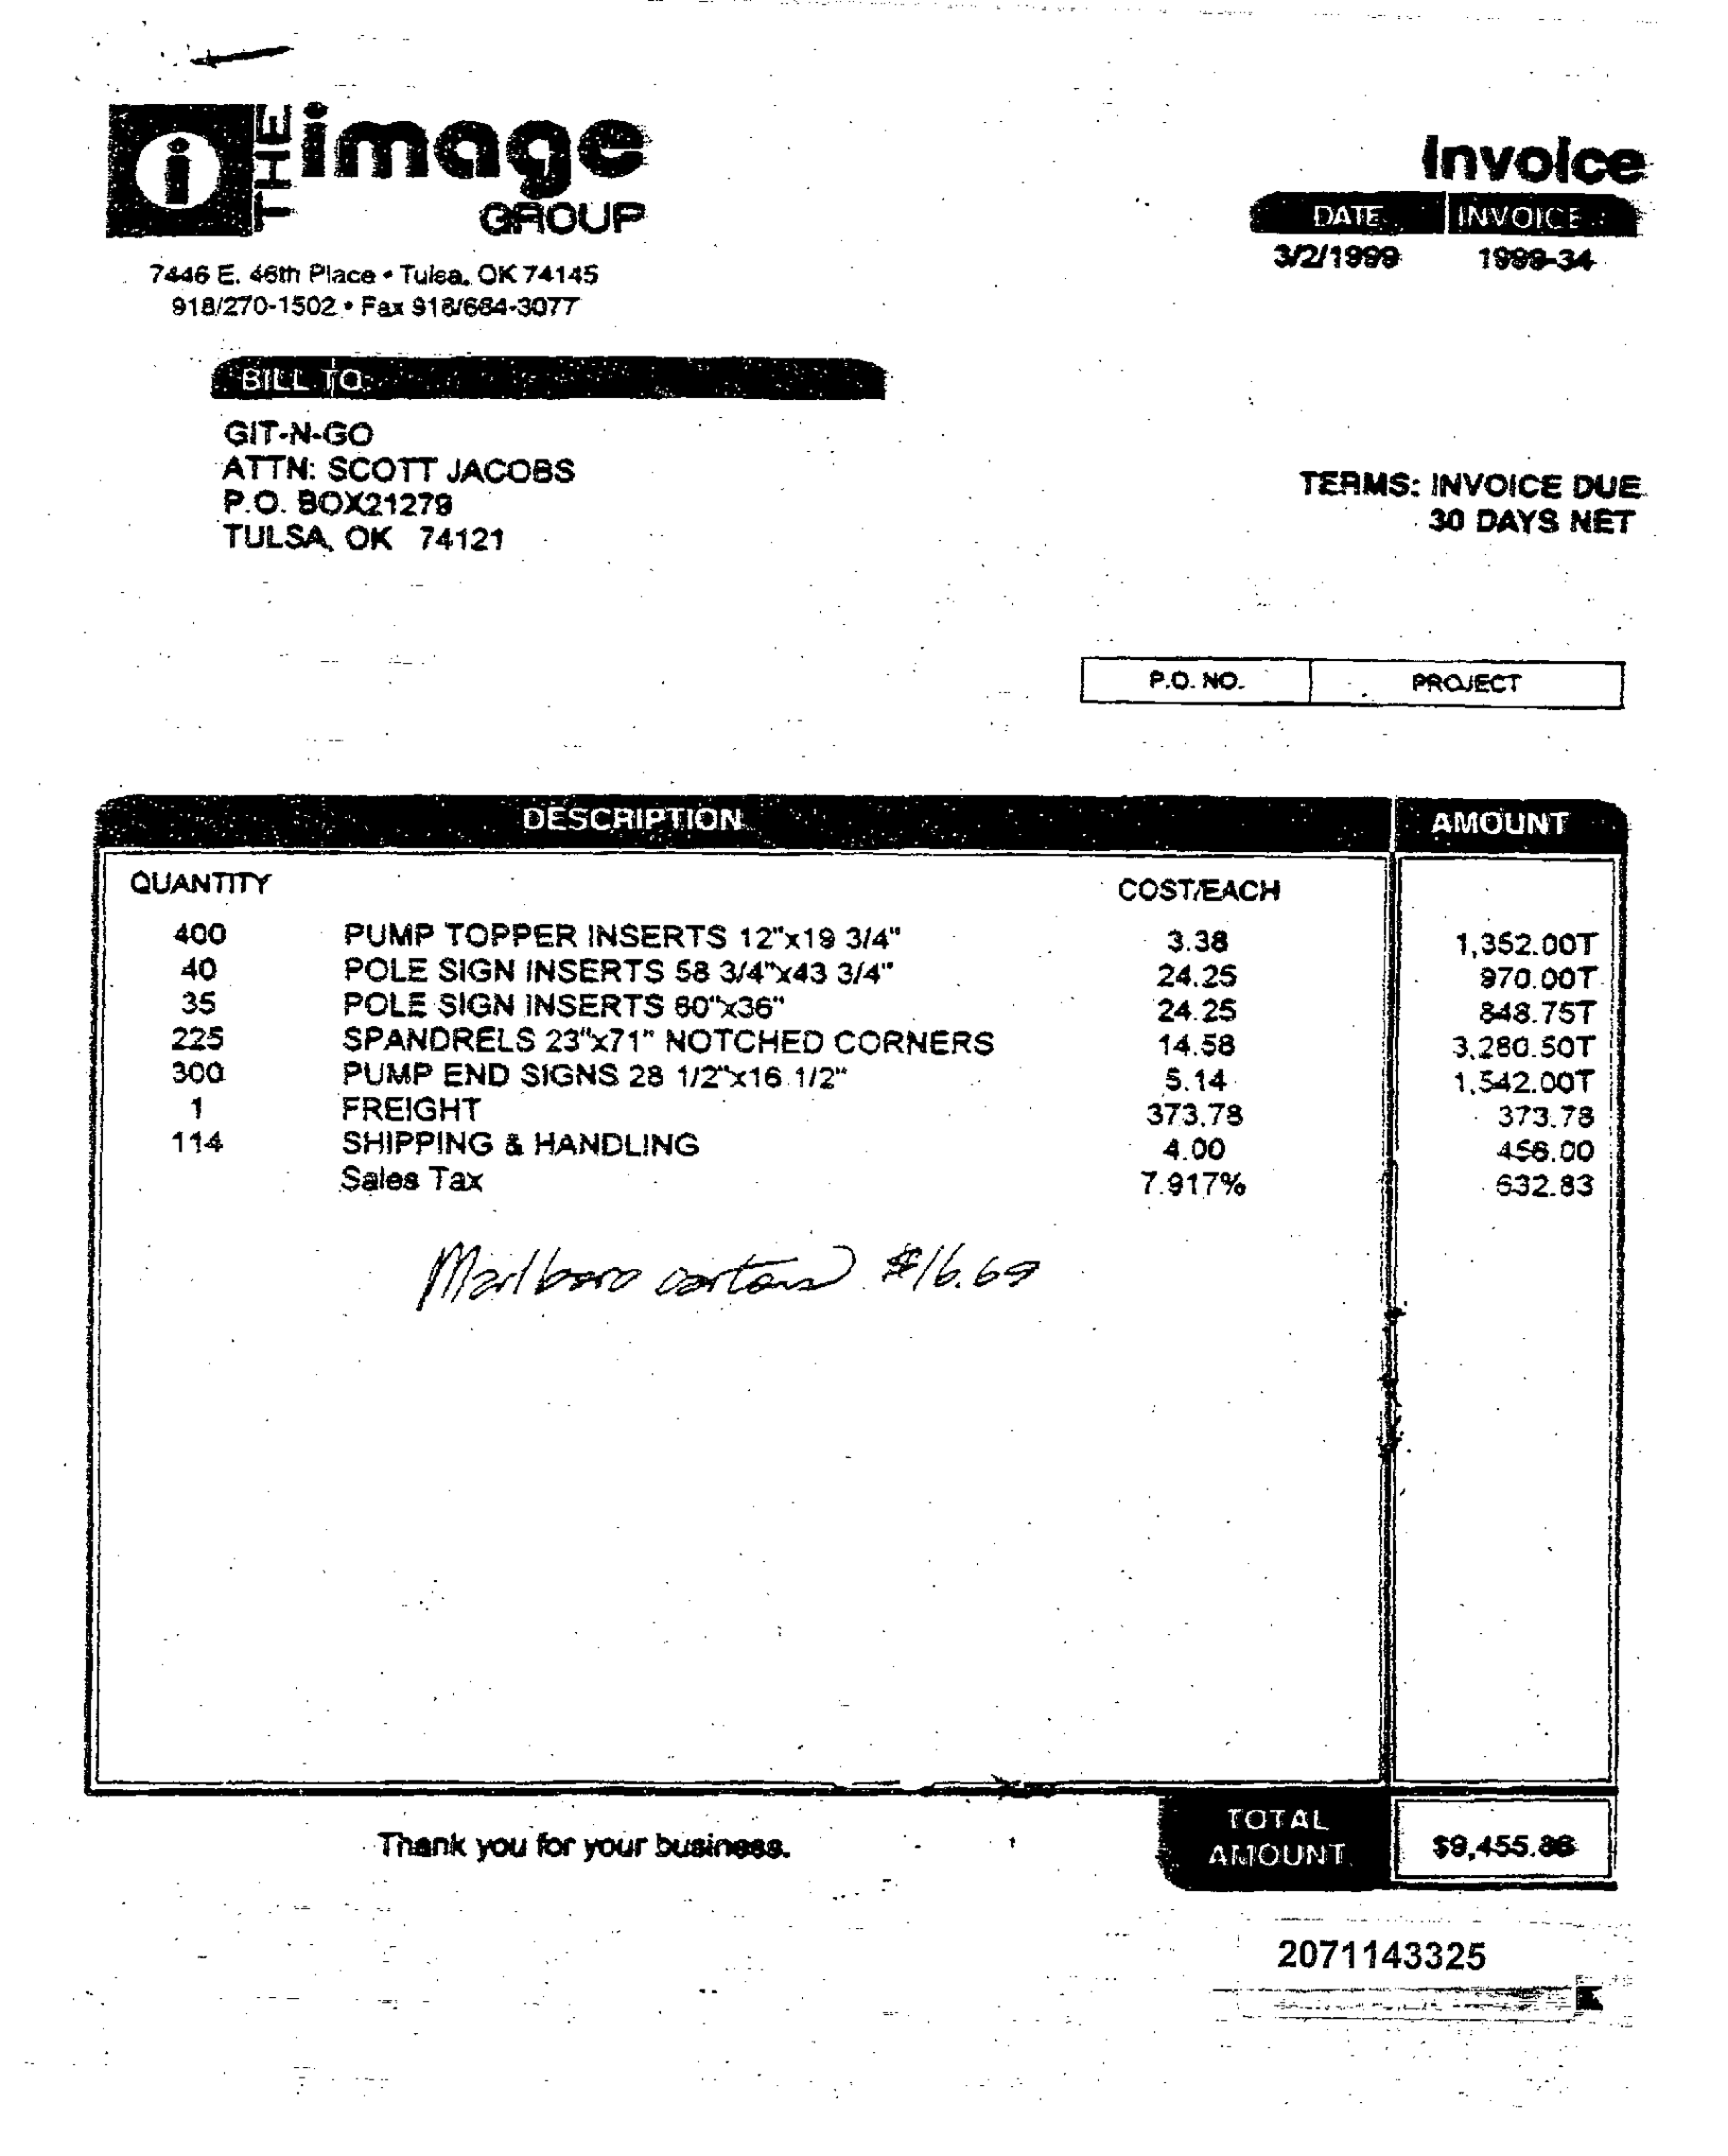 THE image
GROUP
7446 E. 46th Place • Tulsa, OK 74145
918/270-1502 • Fax 918/664-3077
Invoice
DATE INVOICE
3/2/1999 1999-34
BILL TO:
GIT-N-GO
ATTN: SCOTT JACOBS
P.O. BOX21279
TULSA, OK 74121
TERMS: INVOICE DUE
30 DAYS NET
P.O. NO. PROJECT
DESCRIPTION AMOUNT
QUANTITY COST/EACH
400 PUMP TOPPER INSERTS 12"x19 3/4" 3.38 1,352.00T
40 POLE SIGN INSERTS 58 3/4"x43 3/4" 24.25 970.00T
35 POLE SIGN INSERTS 60"x36" 24.25 848.75T
225 SPANDRELS 23"x71" NOTCHED CORNERS 14.58 3,280.50T
300 PUMP END SIGNS 28 1/2"x16 1/2" 5.14 1,542.00T
1 FREIGHT 373.78 373.78
114 SHIPPING & HANDLING 4.00 456.00
Sales Tax 7.917% 632.83
Marlboro cartons $16.69
Thank you for your business.
TOTAL
AMOUNT $9,455.86
2071143325